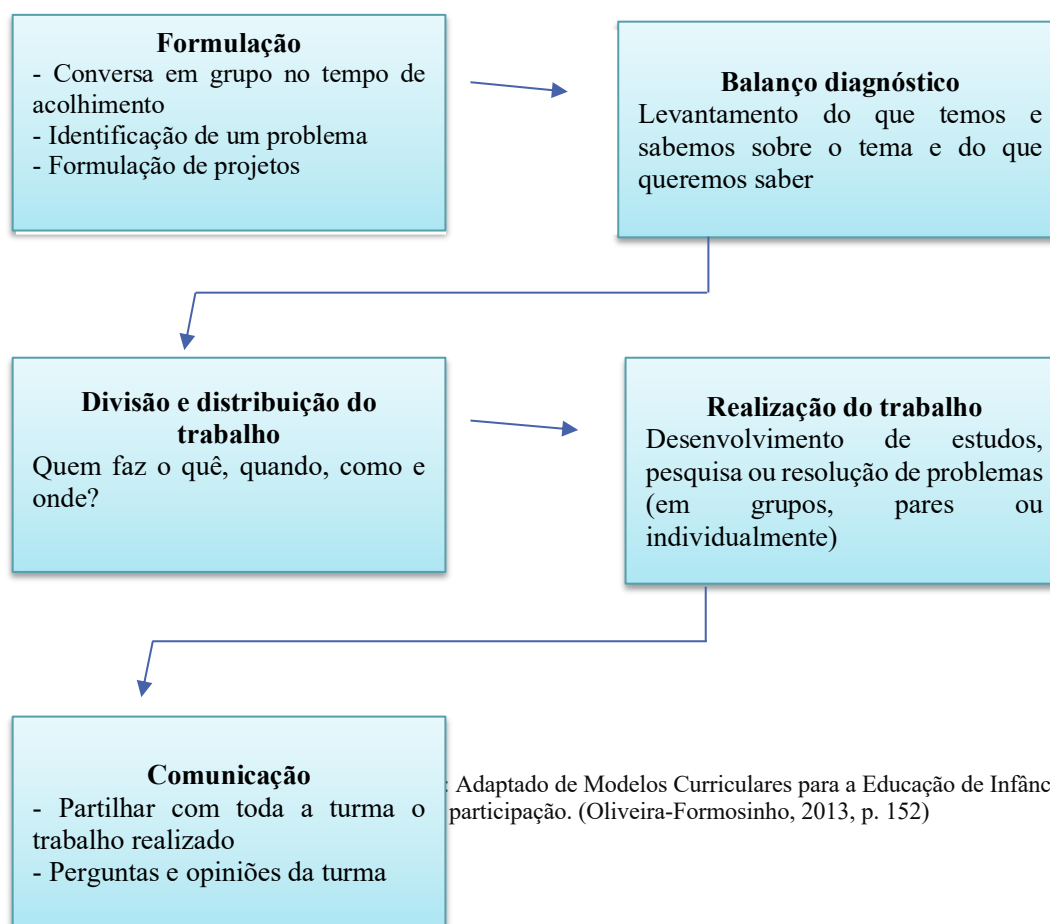 Formulação
- Conversa em grupo no tempo de
acolhimento
- Identificação de um problema
- Formulação de projetos
Balanço diagnóstico
Levantamento do que temos e
sabemos sobre o tema e do que
queremos saber
Divisão e distribuição do
trabalho
Quem faz o quê, quando, como e
onde?
Realização do trabalho
Desenvolvimento de estudos,
pesquisa ou resolução de problemas
(em grupos, pares ou
individualmente)
Comunicação
- Partilhar com toda a turma o
trabalho realizado
- Perguntas e opiniões da turma
: Adaptado de Modelos Curriculares para a Educação de Infânc
participação. (Oliveira-Formosinho, 2013, p. 152)